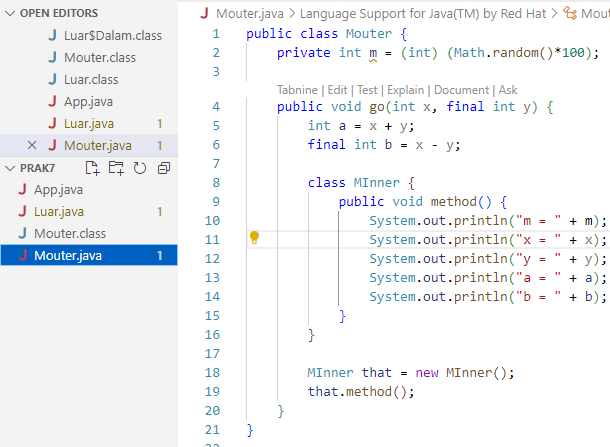 OPEN EDITORS
Luar$Dalam.class
Mouter.class
Luar.class
App.java
Luar.java 1
Mouter.java 1
PRAK7
App.java
Luar.java 1
Mouter.class
Mouter.java 1
Mouter.java > Language Support for Java(TM) by Red Hat > Mout
1 public class Mouter {
2     private int m = (int) (Math.random()*100);
3
Tabnine | Edit | Test | Explain | Document | Ask
4     public void go(int x, final int y) {
5         int a = x + y;
6         final int b = x - y;
7
8         class MInner {
9             public void method() {
10                 System.out.println("m = " + m);
11                 System.out.println("x = " + x);
12                 System.out.println("y = " + y);
13                 System.out.println("a = " + a);
14                 System.out.println("b = " + b);
15             }
16         }
17
18         MInner that = new MInner();
19         that.method();
20     }
21 }